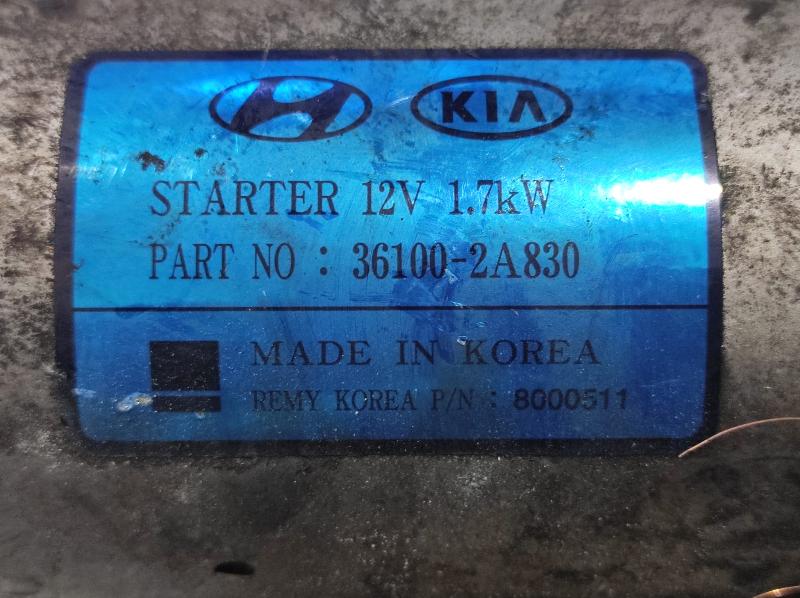 KIA
STARTER 12V 1.7kW
PART NO : 36100-2A830
MADE IN KOREA
REMY KOREA P/N : 8000511